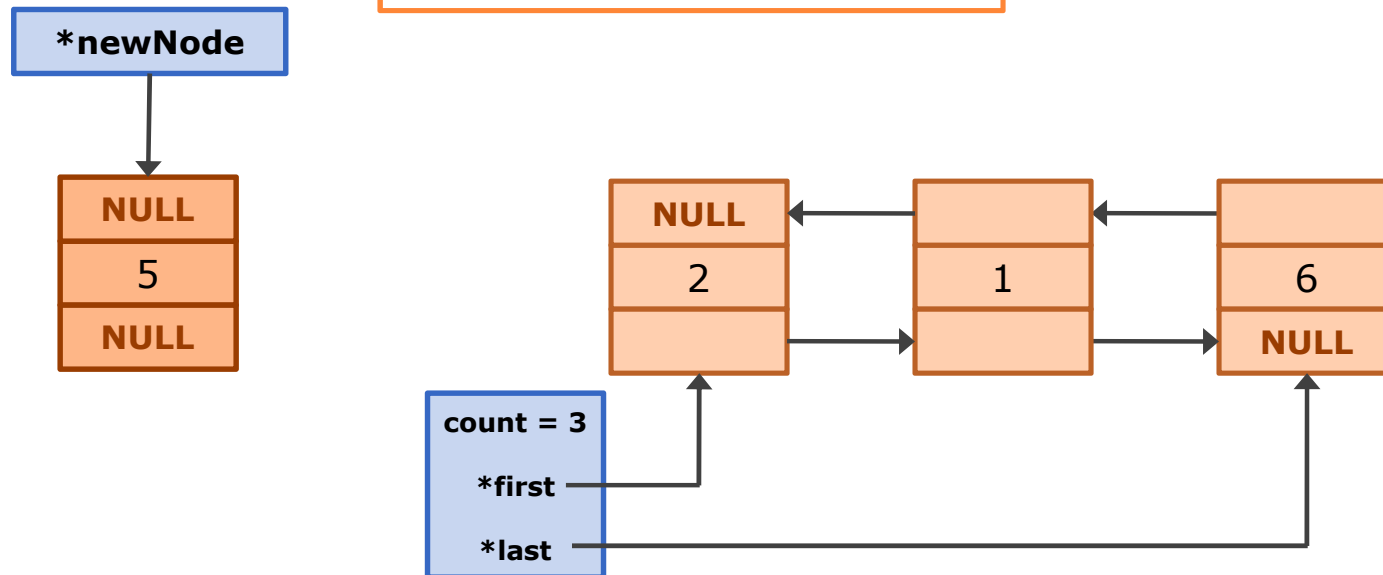 *newNode
NULL
5
NULL
NULL
2
1
6
NULL
count = 3
*first
*last